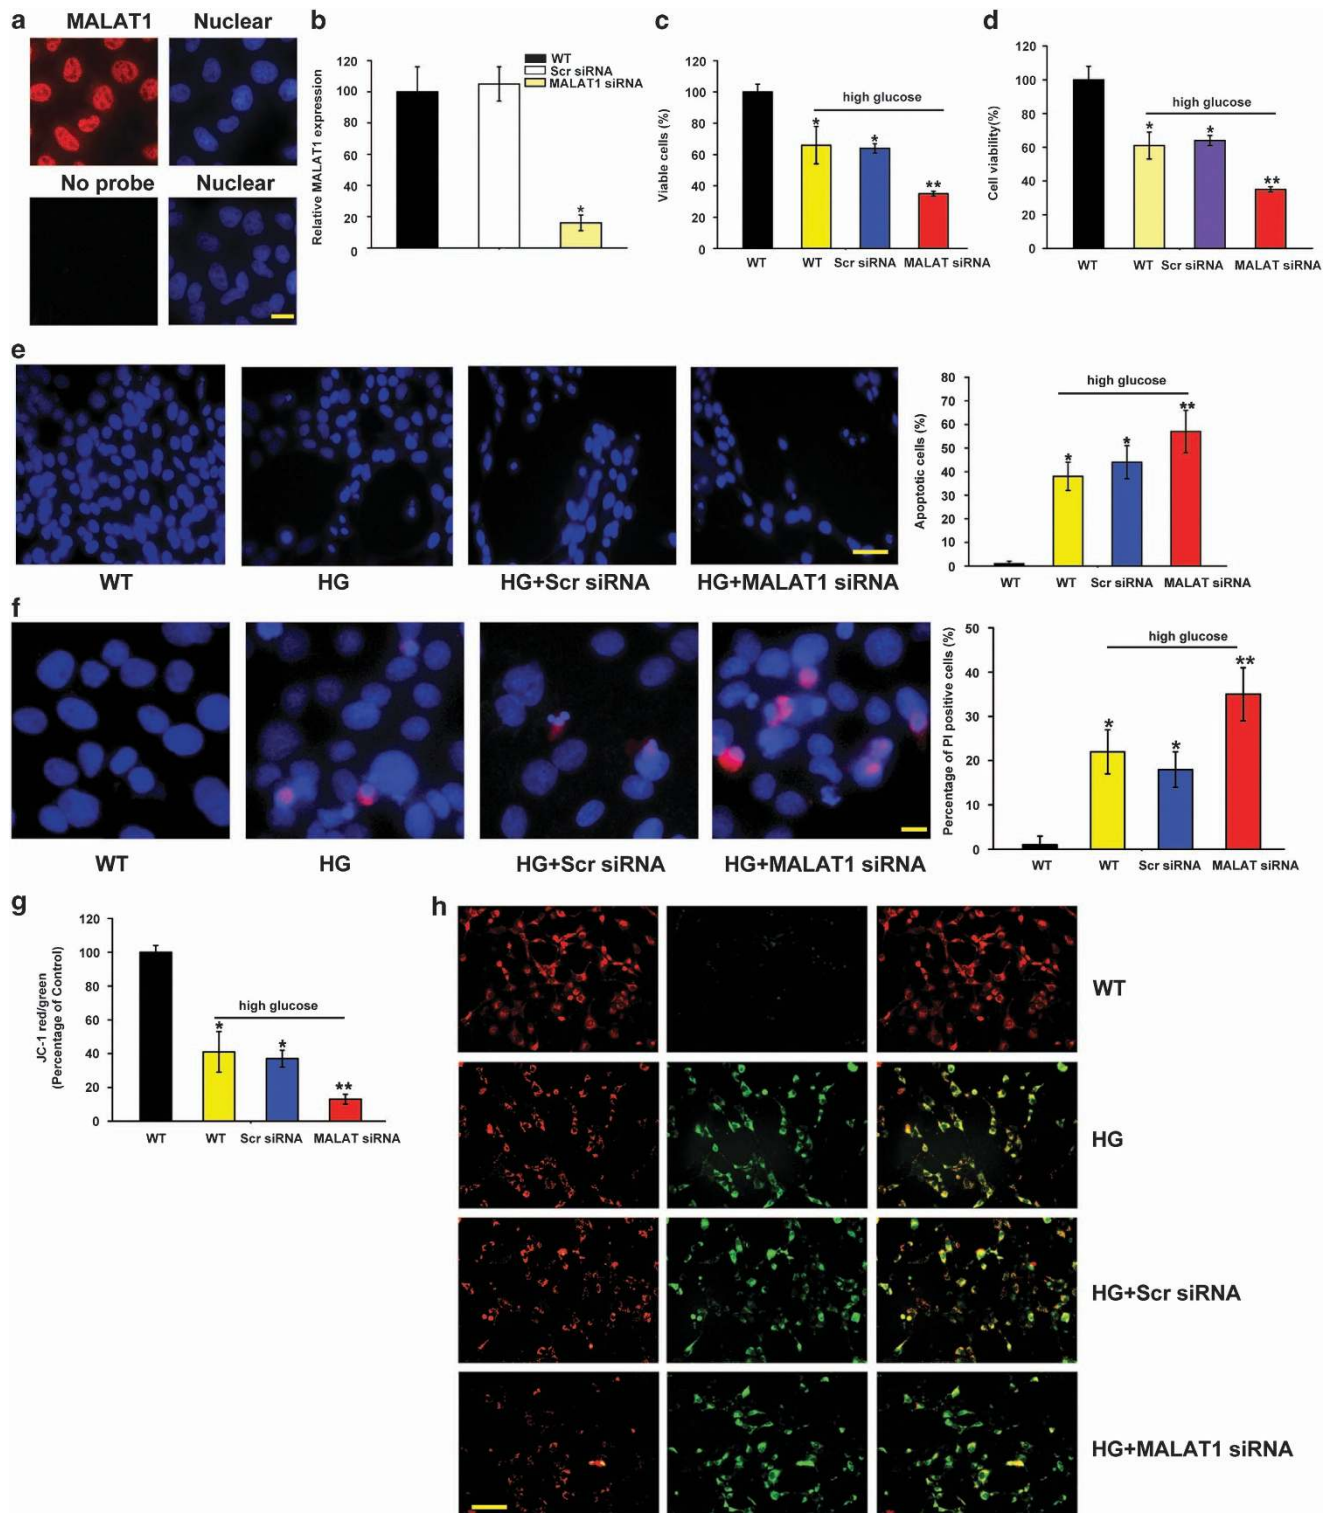 a
MALAT1 Nuclear
No probe Nuclear
b
Relative MALAT1 expression
120
100
80
60
40
20
0
WT
Scr siRNA
MALAT1 siRNA
*
c
Viable cells (%)
120
100
80
60
40
20
0
high glucose
* * **
WT WT Scr siRNA MALAT siRNA
d
Cell viability(%)
120
100
80
60
40
20
0
high glucose
* * **
WT WT Scr siRNA MALAT siRNA
e
WT HG HG+Scr siRNA HG+MALAT1 siRNA
Apoptotic cells (%)
80
70
60
50
40
30
20
10
0
high glucose
* * **
WT WT Scr siRNA MALAT siRNA
f
WT HG HG+Scr siRNA HG+MALAT1 siRNA
Percentage of PI positive cells (%)
50
40
30
20
10
0
high glucose
* * **
WT WT Scr siRNA MALAT siRNA
g
JC-1 red/green
(Percentage of Control)
120
100
80
60
40
20
0
high glucose
* * **
WT WT Scr siRNA MALAT siRNA
h
WT
HG
HG+Scr siRNA
HG+MALAT1 siRNA